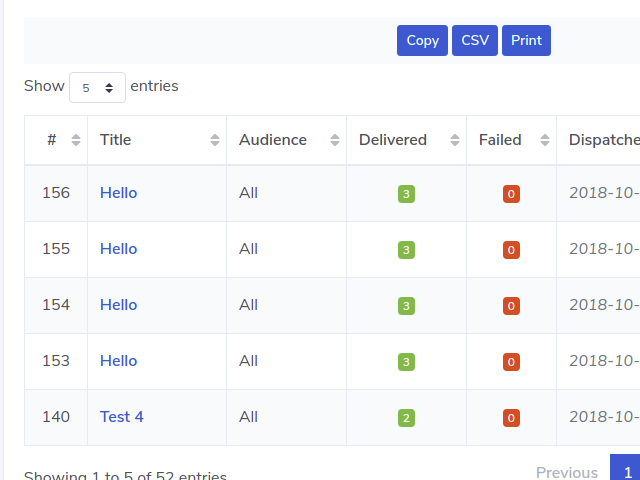 Copy CSV Print
Show 5 entries
# Title Audience Delivered Failed Dispatche
156 Hello All 3 0 2018-10-
155 Hello All 3 0 2018-10-
154 Hello All 3 0 2018-10-
153 Hello All 3 0 2018-10-
140 Test 4 All 2 0 2018-10-
Showing 1 to 5 of 52 entries
Previous 1